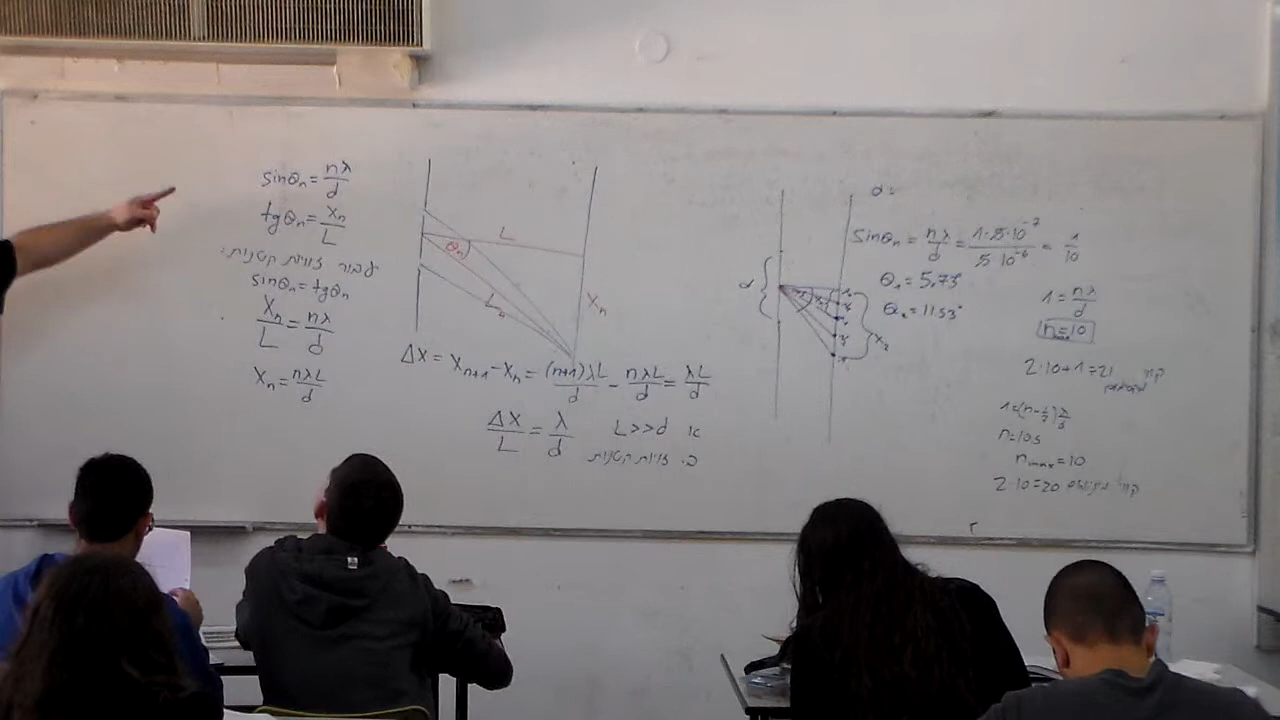 sinθₙ = nλ/d
tgθₙ = Xₙ/L
עבור זוויות קטנות:
sinθₙ = tgθₙ
Xₙ/L = nλ/d
Xₙ = nλL/d
L
θₙ
Lₙ
Xₙ
ΔX = Xₙ₊₁ - Xₙ = (n+1)λL/d - nλL/d = λL/d
ΔX/L = λ/d
L>>d א.
ב. זוויות קטנות
d
X₂
d =
Sinθₙ = nλ/d = 1·5·10⁻⁷/5·10⁻⁶ = 1/10
θ₁ = 5.73°
θ₂ = 11.53°
1 = nλ/d
n=10
2·10+1=21 קווי
n=10.5
nmax=10
2·10=20 קווי